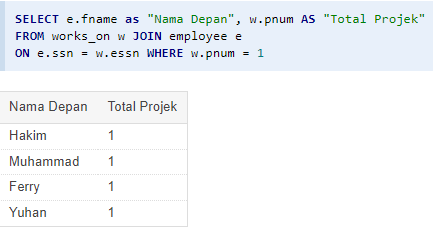 SELECT e.fname as "Nama Depan", w.pnum AS "Total Projek"
FROM works_on w JOIN employee e
ON e.ssn = w.essn WHERE w.pnum = 1
Nama Depan Total Projek
Hakim 1
Muhammad 1
Ferry 1
Yuhan 1